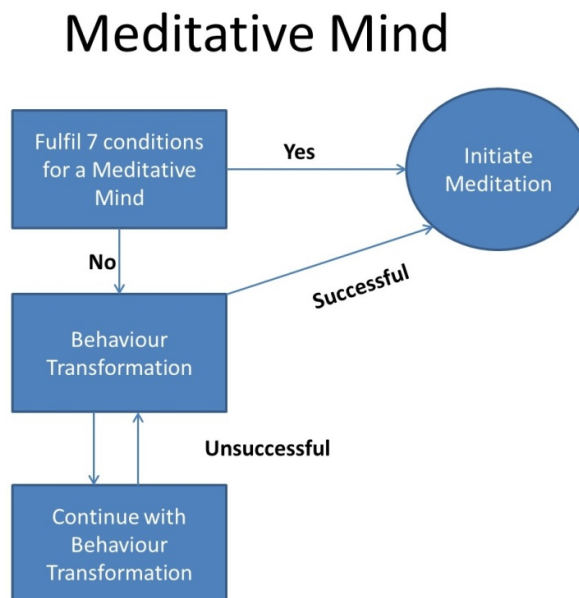 Meditative Mind
Fulfil 7 conditions
for a Meditative
Mind
Yes
Initiate
Meditation
No
Successful
Behaviour
Transformation
Unsuccessful
Continue with
Behaviour
Transformation